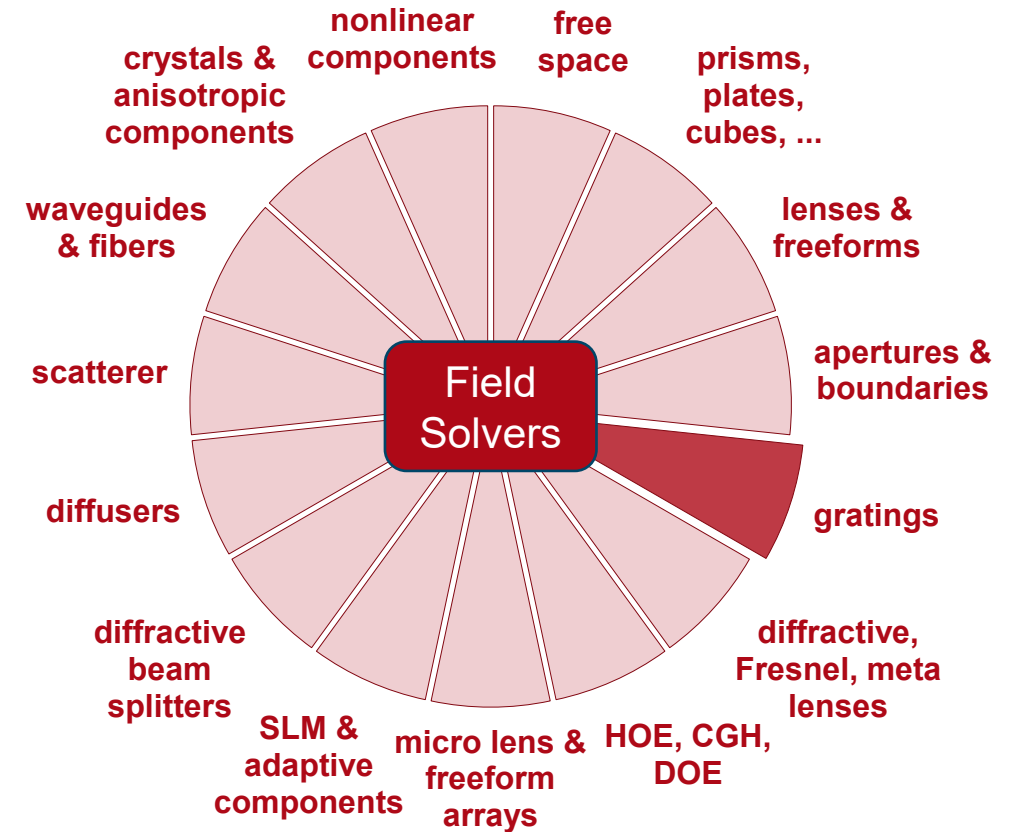 nonlinear
components
free
space
prisms,
plates,
cubes, ...
lenses &
freeforms
apertures &
boundaries
gratings
diffractive,
Fresnel, meta
lenses
HOE, CGH,
DOE
micro lens &
freeform
arrays
SLM &
adaptive
components
diffractive
beam
splitters
diffusers
scatterer
waveguides
& fibers
crystals &
anisotropic
components
Field
Solvers